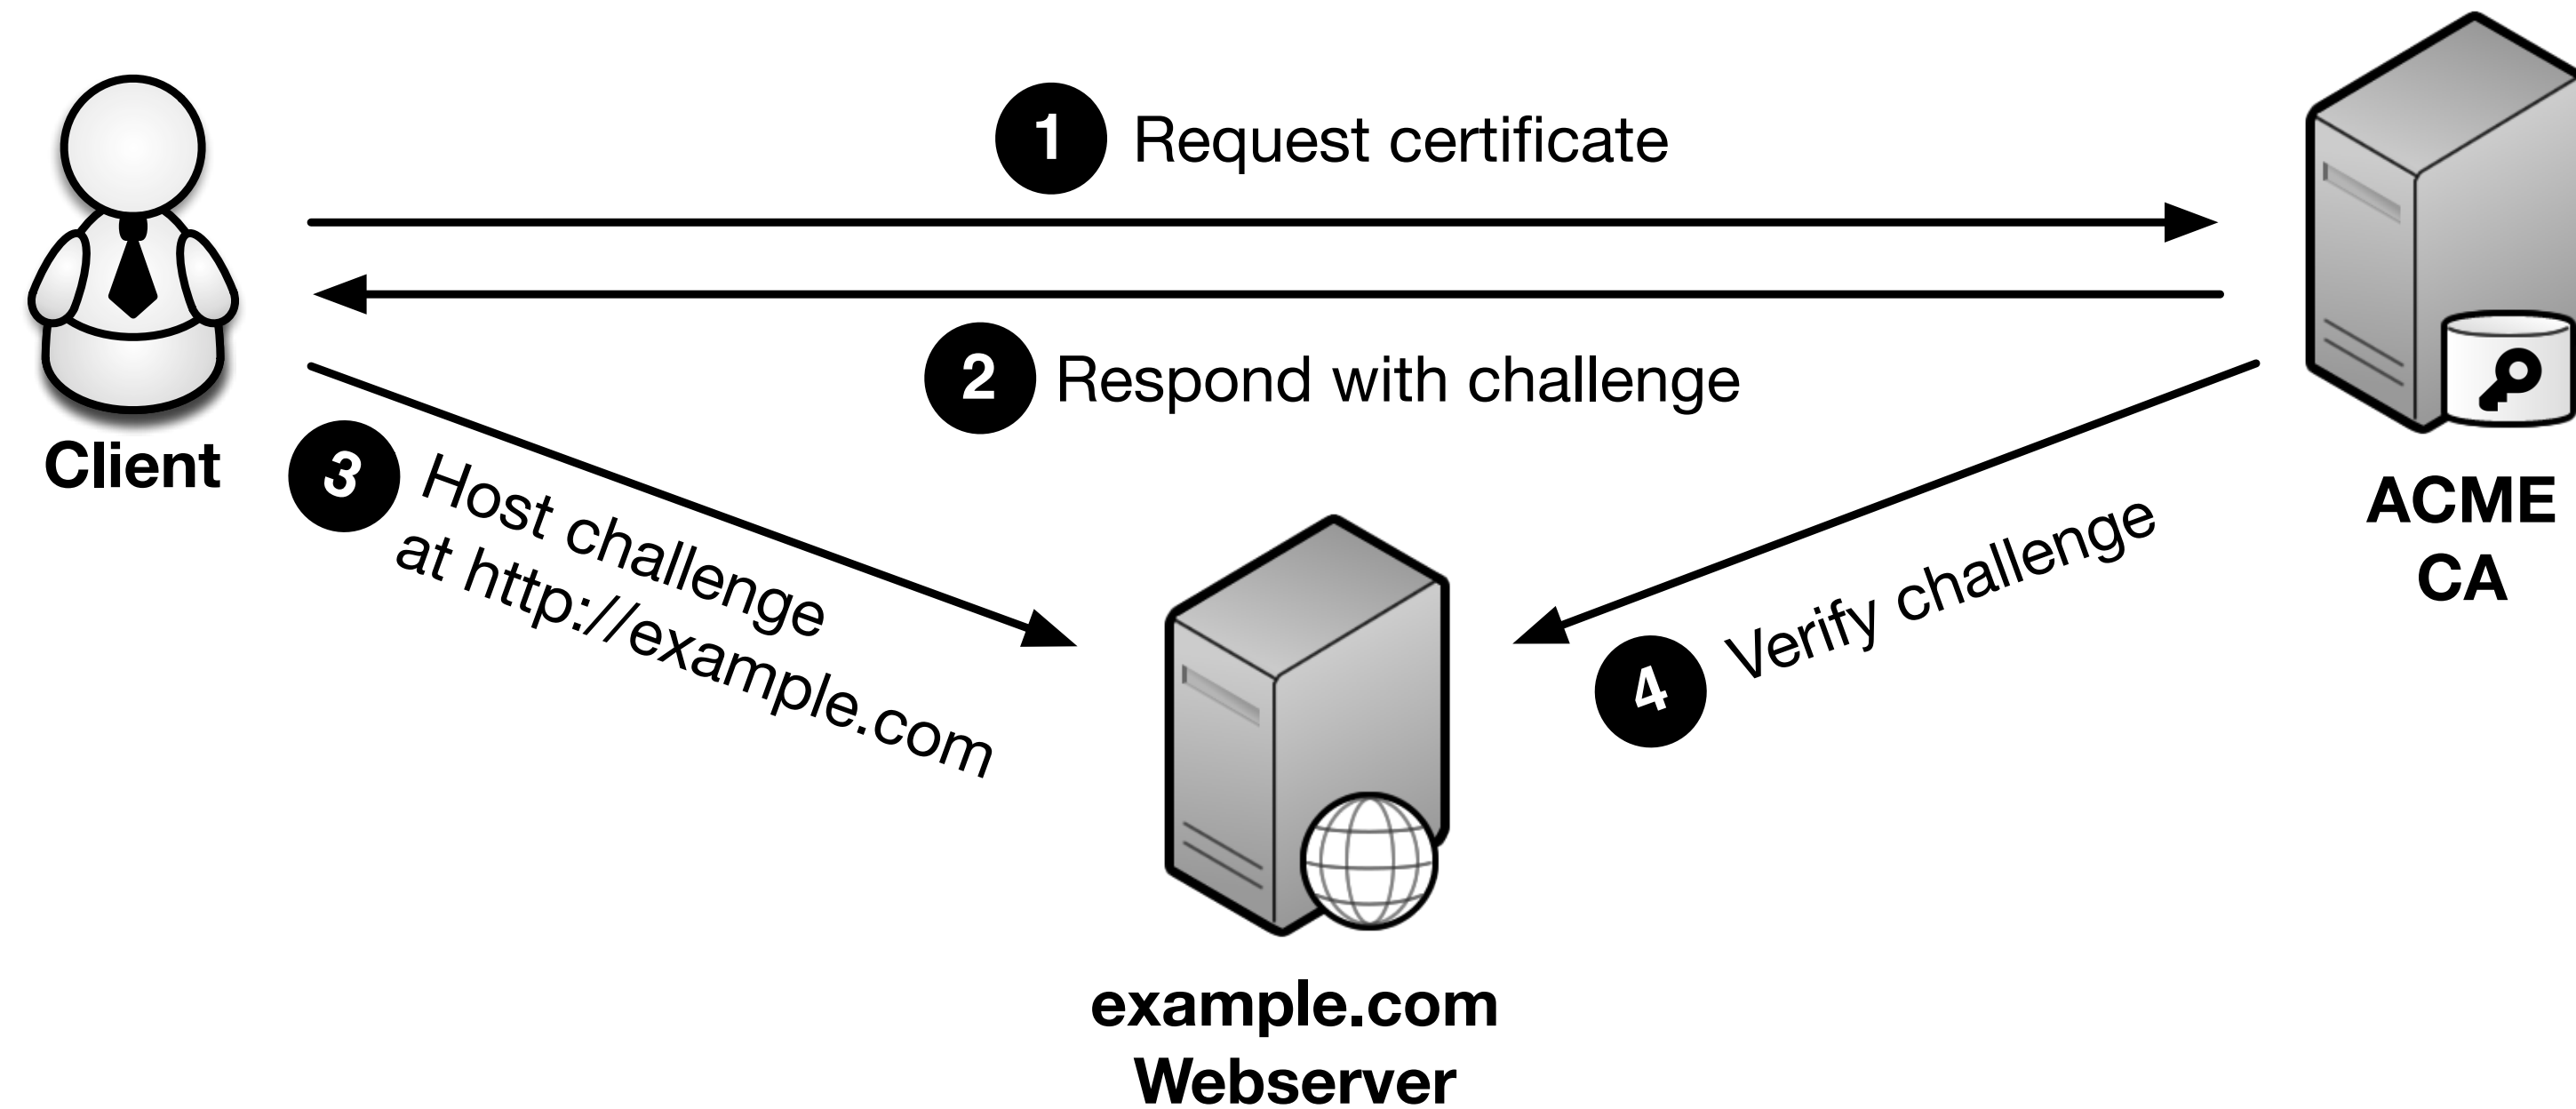 1 Request certificate
2 Respond with challenge
Client
3 Host challenge
at http://example.com
4 Verify challenge
ACME
CA
example.com
Webserver